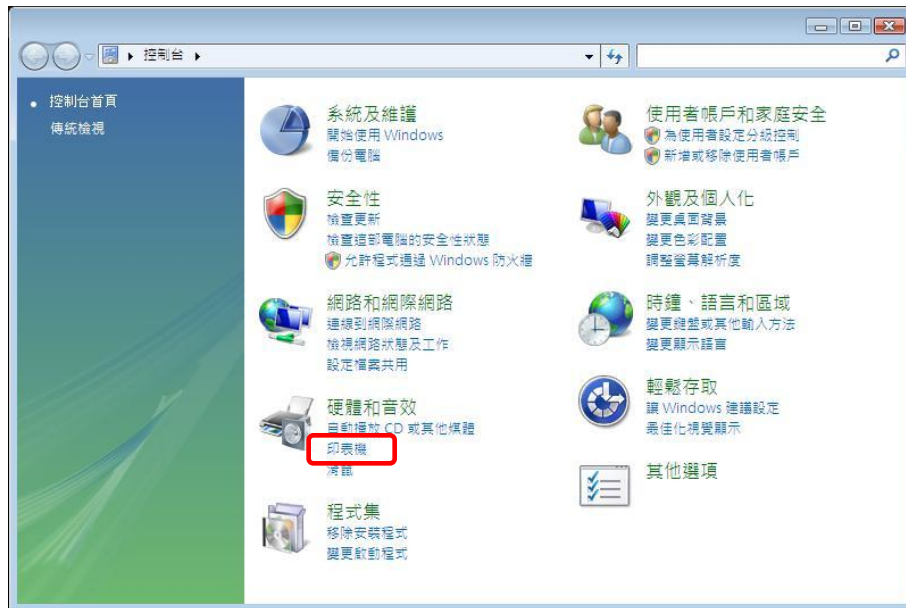 控制台
控制台首頁
傳統檢視
系統及維護
開始使用 Windows
備份電腦
安全性
檢查更新
檢查這部電腦的安全性狀態
允許程式通過 Windows 防火牆
網路和網際網路
連線到網際網路
檢視網路狀態及工作
設定檔案共用
硬體和音效
自動播放 CD 或其他媒體
印表機
滑鼠
程式集
移除安裝程式
變更啟動程式
使用者帳戶和家庭安全
為使用者設定分級控制
新增或移除使用者帳戶
外觀及個人化
變更桌面背景
變更色彩配置
調整螢幕解析度
時鐘、語言和區域
變更鍵盤或其他輸入方法
變更顯示語言
輕鬆存取
讓 Windows 建議設定
最佳化視覺顯示
其他選項